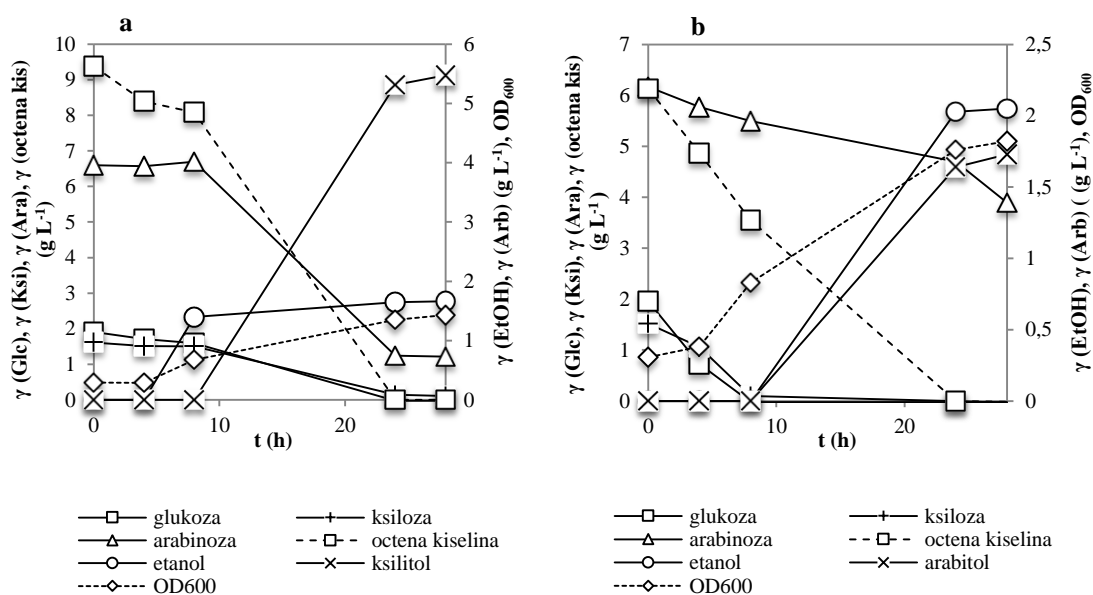 a
10
9
8
7
6
5
4
3
2
1
0
6
5
4
3
2
1
0
0
20
t (h)
γ (Glc), γ (Ksi), γ (Ara), γ (octena kis)
(g L-1)
γ (EtOH), γ (Arb) (g L-1), OD600
glukoza
ksiloza
arabinoza
octena kiselina
etanol
ksilitol
OD600
b
7
6
5
4
3
2
1
0
2,5
2
1,5
1
0,5
0
0
10
20
t (h)
γ (Glc), γ (Ksi), γ (Ara), γ (octena kis)
(g L-1)
γ (EtOH), γ (Arb) ( (g L-1), OD600
glukoza
ksiloza
arabinoza
octena kiselina
etanol
arabitol
OD600